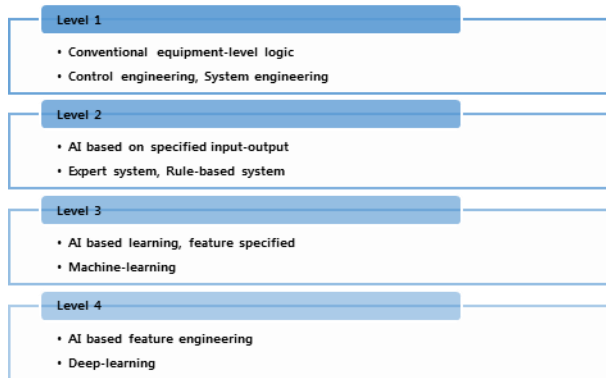 Level 1
• Conventional equipment-level logic
• Control engineering, System engineering
Level 2
• AI based on specified input-output
• Expert system, Rule-based system
Level 3
• AI based learning, feature specified
• Machine-learning
Level 4
• AI based feature engineering
• Deep-learning